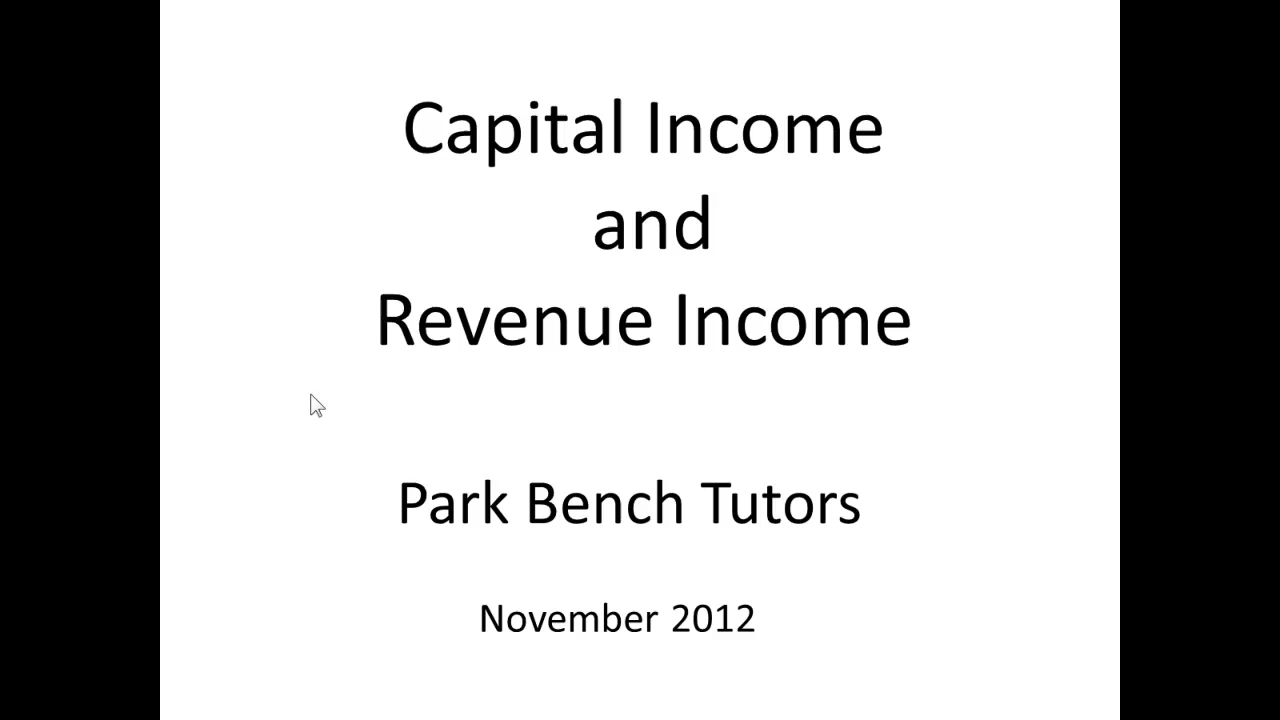 Capital Income
and
Revenue Income
Park Bench Tutors
November 2012